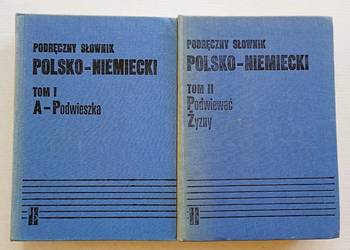 PODRĘCZNY SŁOWNIK
POLSKO-NIEMIECKI
TOM I
A-Podwieszka
PODRĘCZNY SŁOWNIK
POLSKO-NIEMIECKI
TOM II
Podwiewać
Żyzny